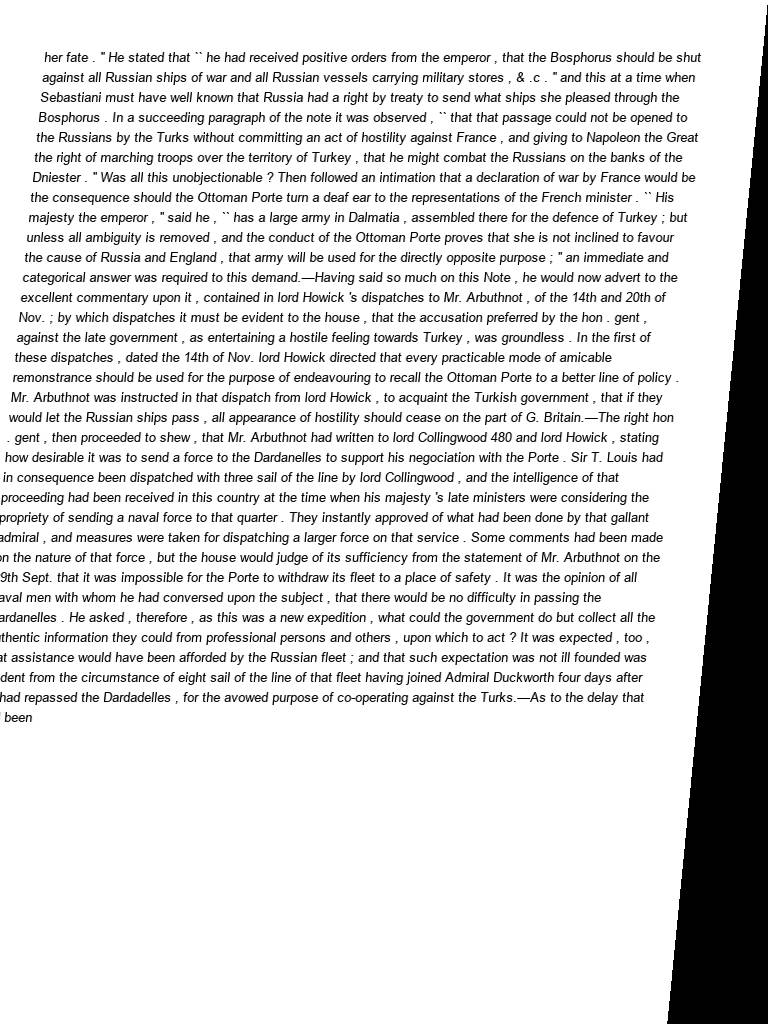 her fate . " He stated that `` he had received positive orders from the emperor , that the Bosphorus should be shut
against all Russian ships of war and all Russian vessels carrying military stores , & .c . " and this at a time when
Sebastiani must have well known that Russia had a right by treaty to send what ships she pleased through the
Bosphorus . In a succeeding paragraph of the note it was observed , `` that that passage could not be opened to
the Russians by the Turks without committing an act of hostility against France , and giving to Napoleon the Great
the right of marching troops over the territory of Turkey , that he might combat the Russians on the banks of the
Dniester . " Was all this unobjectionable ? Then followed an intimation that a declaration of war by France would be
the consequence should the Ottoman Porte turn a deaf ear to the representations of the French minister . `` His
majesty the emperor , " said he , `` has a large army in Dalmatia , assembled there for the defence of Turkey ; but
unless all ambiguity is removed , and the conduct of the Ottoman Porte proves that she is not inclined to favour
the cause of Russia and England , that army will be used for the directly opposite purpose ; " an immediate and
categorical answer was required to this demand.—Having said so much on this Note , he would now advert to the
excellent commentary upon it , contained in lord Howick 's dispatches to Mr. Arbuthnot , of the 14th and 20th of
Nov. ; by which dispatches it must be evident to the house , that the accusation preferred by the hon . gent ,
against the late government , as entertaining a hostile feeling towards Turkey , was groundless . In the first of
these dispatches , dated the 14th of Nov. lord Howick directed that every practicable mode of amicable
remonstrance should be used for the purpose of endeavouring to recall the Ottoman Porte to a better line of policy .
Mr. Arbuthnot was instructed in that dispatch from lord Howick , to acquaint the Turkish government , that if they
would let the Russian ships pass , all appearance of hostility should cease on the part of G. Britain.—The right hon
. gent , then proceeded to shew , that Mr. Arbuthnot had written to lord Collingwood 480 and lord Howick , stating
how desirable it was to send a force to the Dardanelles to support his negociation with the Porte . Sir T. Louis had
in consequence been dispatched with three sail of the line by lord Collingwood , and the intelligence of that
proceeding had been received in this country at the time when his majesty 's late ministers were considering the
propriety of sending a naval force to that quarter . They instantly approved of what had been done by that gallant
admiral , and measures were taken for dispatching a larger force on that service . Some comments had been made
on the nature of that force , but the house would judge of its sufficiency from the statement of Mr. Arbuthnot on the
9th Sept. that it was impossible for the Porte to withdraw its fleet to a place of safety . It was the opinion of all
aval men with whom he had conversed upon the subject , that there would be no difficulty in passing the
ardanelles . He asked , therefore , as this was a new expedition , what could the government do but collect all the
thentic information they could from professional persons and others , upon which to act ? It was expected , too ,
at assistance would have been afforded by the Russian fleet ; and that such expectation was not ill founded was
dent from the circumstance of eight sail of the line of that fleet having joined Admiral Duckworth four days after
had repassed the Dardadelles , for the avowed purpose of co-operating against the Turks.—As to the delay that
been